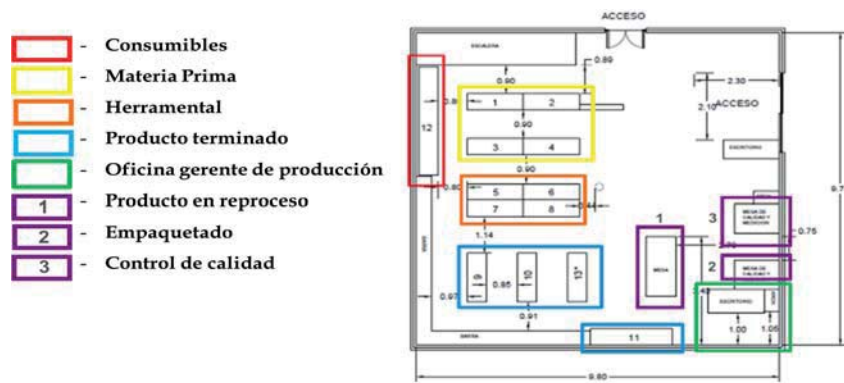 - Consumibles
- Materia Prima
- Herramental
- Producto terminado
- Oficina gerente de producción
1 - Producto en reproceso
2 - Empaquetado
3 - Control de calidad
ACCESO
ESCALERA
0.89
0.90
2.30
2.10
ACCESO
1 2
0.90
12
3 4
ESCRITORIO
0.90
0.80
5 6
7 8
1.14
1
3
MESA DE
CALIDAD Y
MEDICION
0.75
9.7
9
0.85
10
13*
MESA
2
MESA DE
CALIDAD Y
0.97
0.91
ESCRITORIO
1.00
1.05
11
9.80